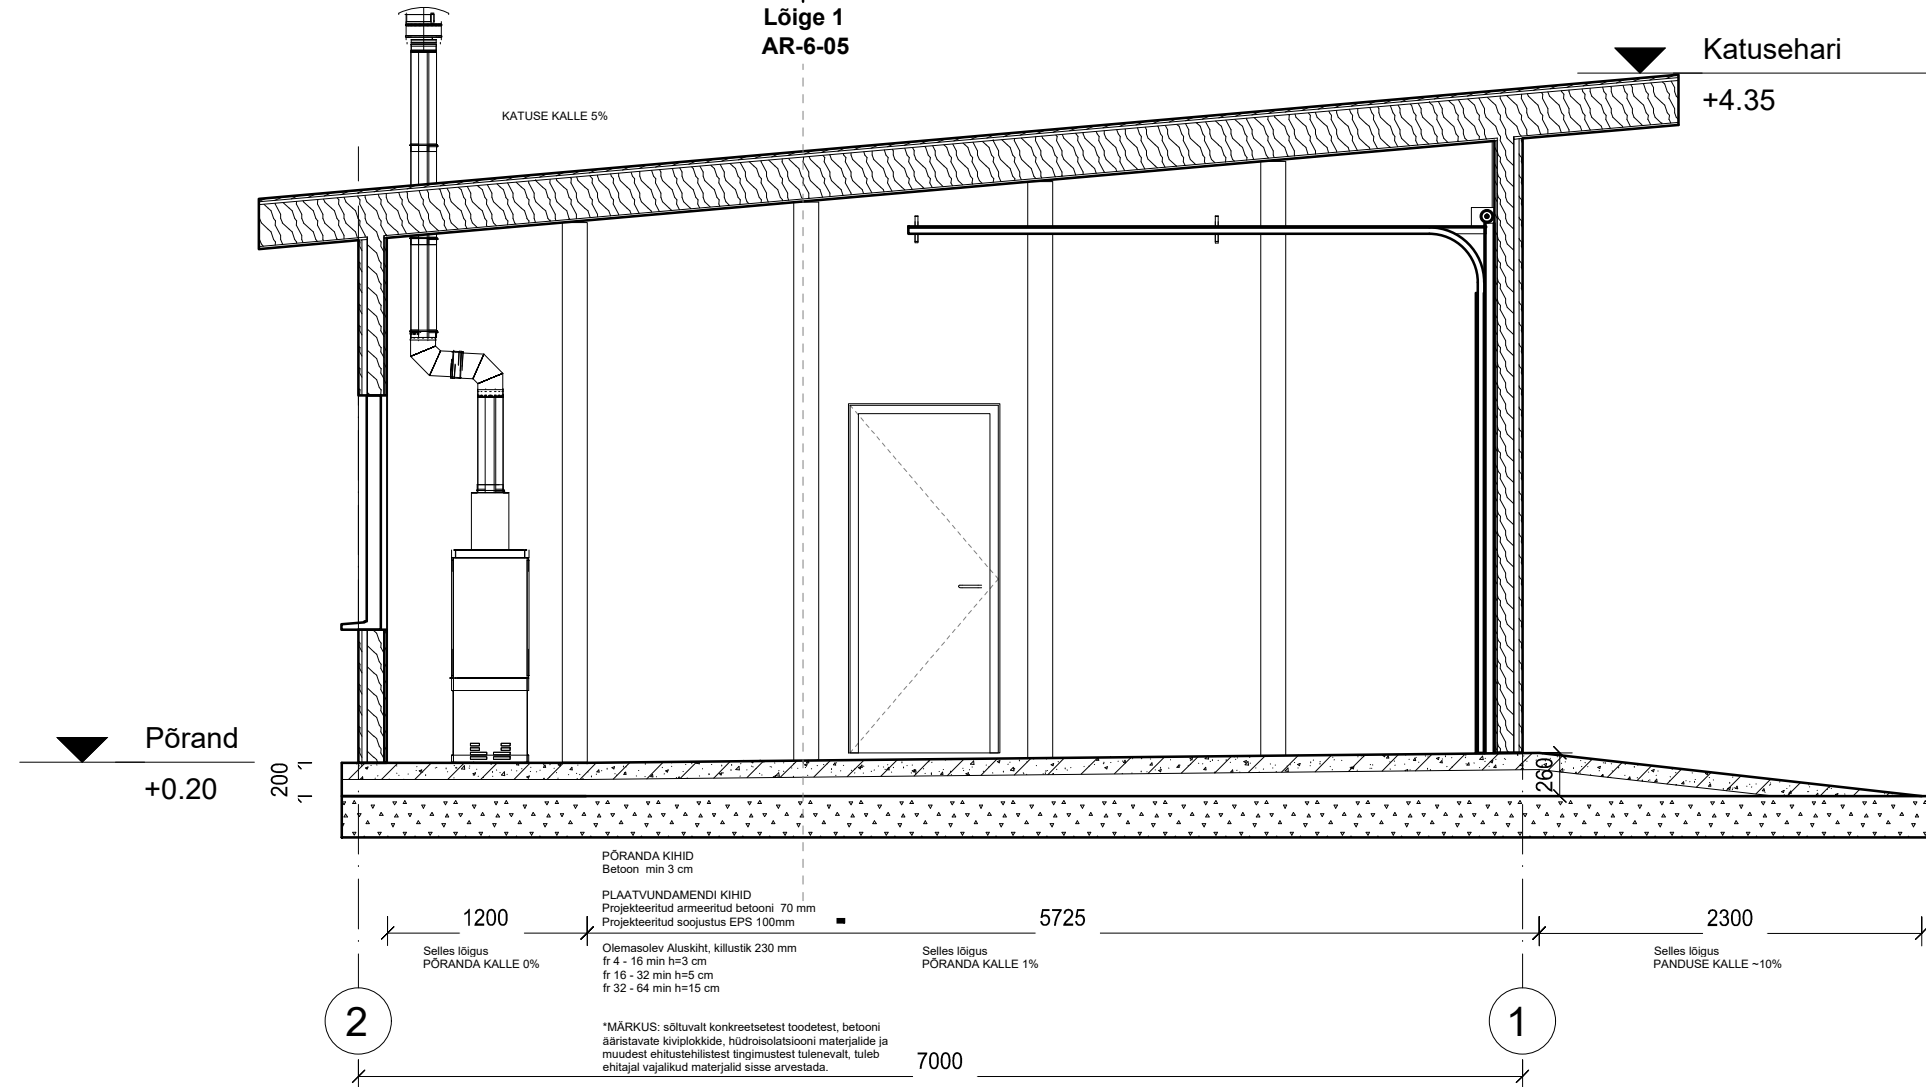 Lõige 1
AR-6-05
Katusehari
+4.35
KATUSE KALLE 5%
Põrand
+0.20
200
260
PÕRANDA KIHID
Betoon min 3 cm
PLAATVUNDAMENDI KIHID
Projekteeritud armeeritud betooni 70 mm
Projekteeritud soojustus EPS 100mm
Olemasolev Aluskiht, killustik 230 mm
fr 4 - 16 min h=3 cm
fr 16 - 32 min h=5 cm
fr 32 - 64 min h=15 cm
1200
Selles lõigus
PÕRANDA KALLE 0%
5725
Selles lõigus
PÕRANDA KALLE 1%
2300
Selles lõigus
PANDUSE KALLE ~10%
2
1
*MÄRKUS: sõltuvalt konkreetsetest toodetest, betooni
ääristavate kiviplokkide, hüdroisolatsiooni materjalide ja
muudest ehitustehilistest tingimustest tulenevalt, tuleb
ehitajal vajalikud materjalid sisse arvestada.
7000